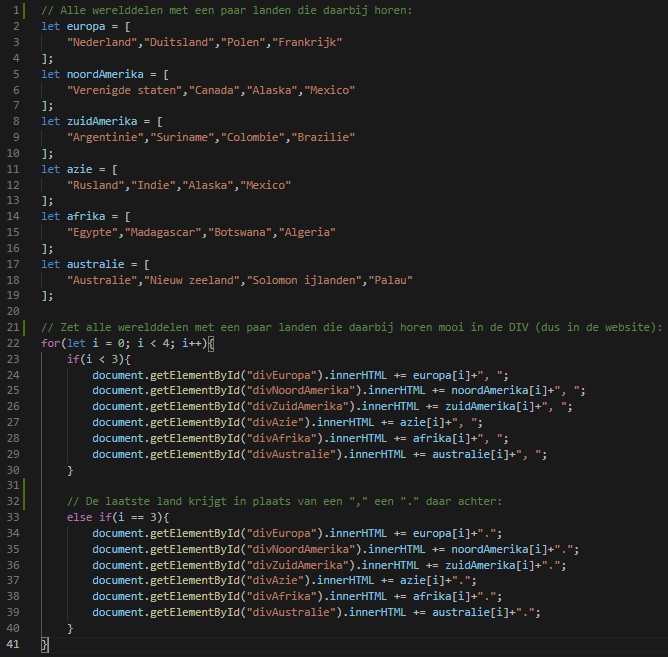 1 // Alle werelddelen met een paar landen die daarbij horen:
2 let europa = [
3     "Nederland","Duitsland","Polen","Frankrijk"
4 ];
5 let noordAmerika = [
6     "Verenigde staten","Canada","Alaska","Mexico"
7 ];
8 let zuidAmerika = [
9     "Argentinie","Suriname","Colombie","Brazilie"
10 ];
11 let azie = [
12     "Rusland","Indie","Alaska","Mexico"
13 ];
14 let afrika = [
15     "Egypte","Madagascar","Botswana","Algeria"
16 ];
17 let australie = [
18     "Australie","Nieuw zeeland","Solomon ijlanden","Palau"
19 ];
20
21 // Zet alle werelddelen met een paar landen die daarbij horen mooi in de DIV (dus in de website):
22 for(let i = 0; i < 4; i++){
23     if(i < 3){
24         document.getElementById("divEuropa").innerHTML += europa[i]+", ";
25         document.getElementById("divNoordAmerika").innerHTML += noordAmerika[i]+", ";
26         document.getElementById("divZuidAmerika").innerHTML += zuidAmerika[i]+", ";
27         document.getElementById("divAzie").innerHTML += azie[i]+", ";
28         document.getElementById("divAfrika").innerHTML += afrika[i]+", ";
29         document.getElementById("divAustralie").innerHTML += australie[i]+", ";
30     }
31
32     // De laatste land krijgt in plaats van een "," een "." daar achter:
33     else if(i == 3){
34         document.getElementById("divEuropa").innerHTML += europa[i]+".";
35         document.getElementById("divNoordAmerika").innerHTML += noordAmerika[i]+".";
36         document.getElementById("divZuidAmerika").innerHTML += zuidAmerika[i]+".";
37         document.getElementById("divAzie").innerHTML += azie[i]+".";
38         document.getElementById("divAfrika").innerHTML += afrika[i]+".";
39         document.getElementById("divAustralie").innerHTML += australie[i]+".";
40     }
41 }